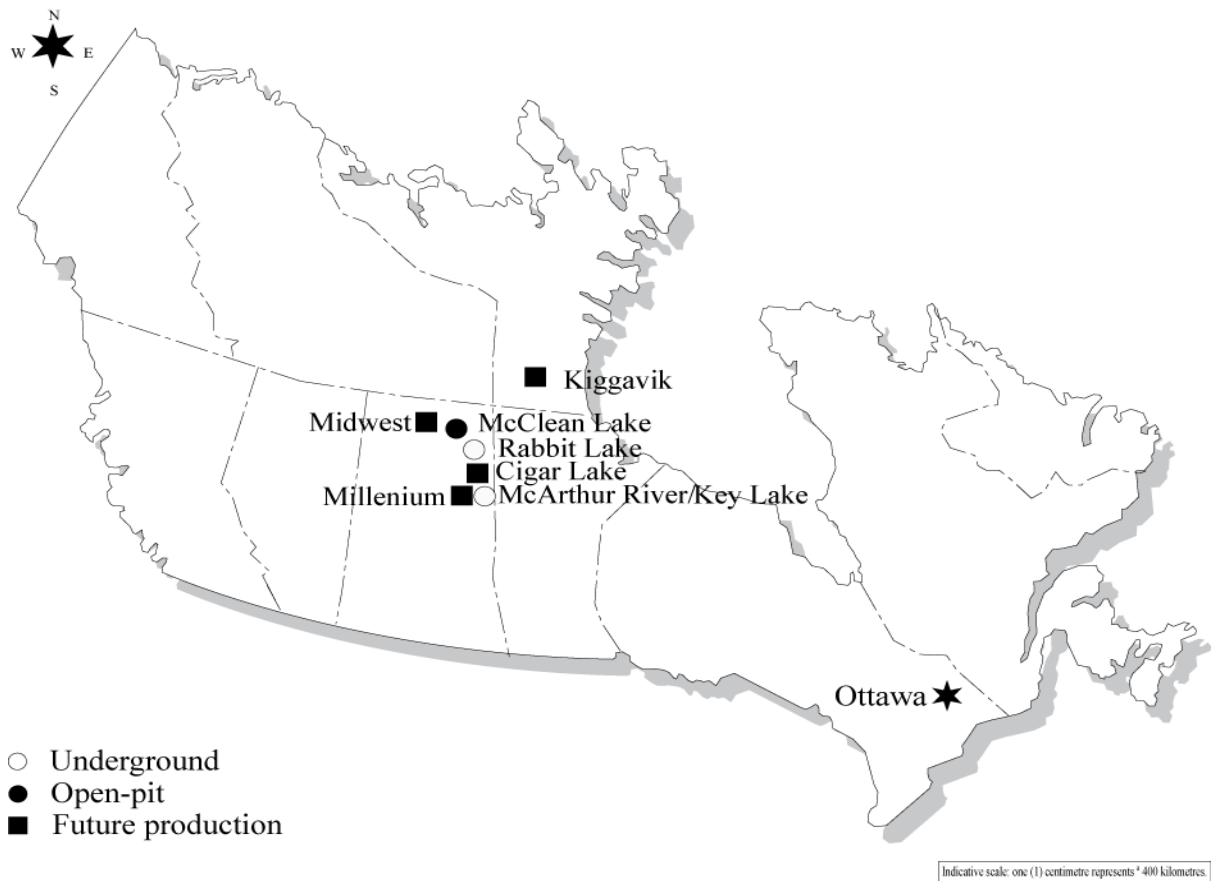 N
W E
S
Kiggavik
Midwest McClean Lake
Rabbit Lake
Cigar Lake
Millenium McArthur River/Key Lake
Ottawa
Underground
Open-pit
Future production
Indicative scale: one (1) centimetre represents ª 400 kilometres.